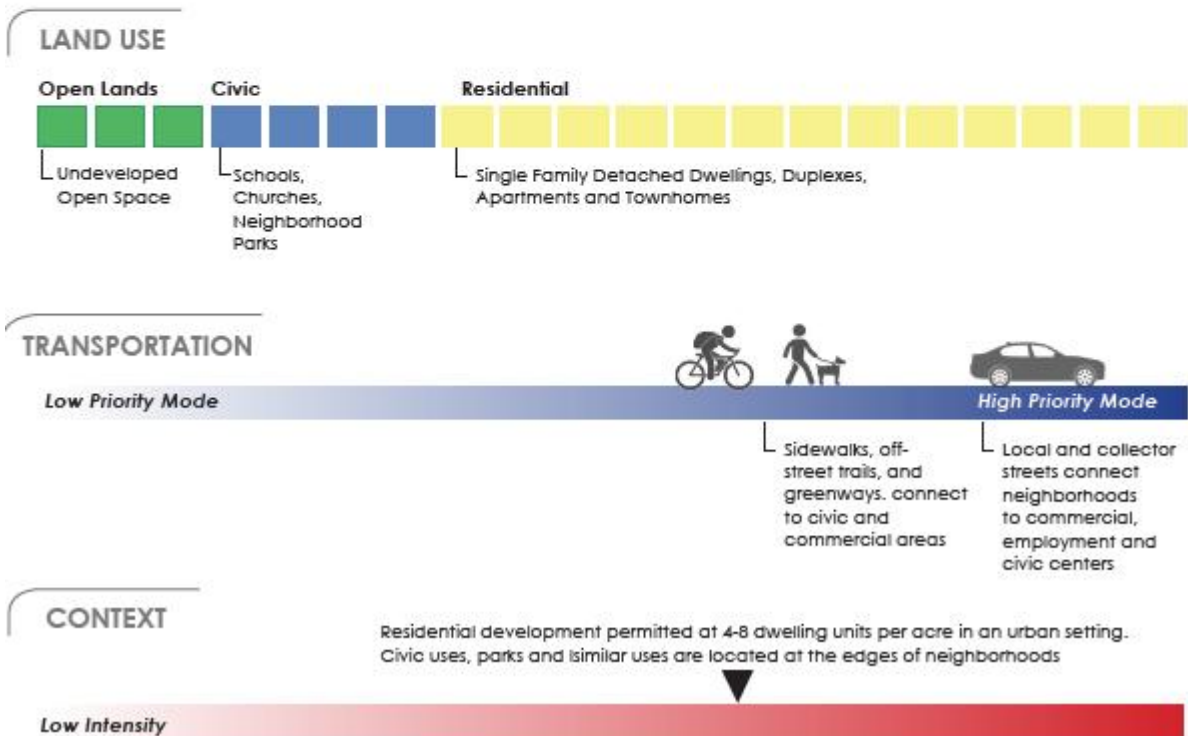 LAND USE
Open Lands
Civic
Residential
Undeveloped
Open Space
Schools,
Churches,
Neighborhood
Parks
Single Family Detached Dwellings, Duplexes,
Apartments and Townhomes
TRANSPORTATION
Low Priority Mode
High Priority Mode
Sidewalks, off-
street trails, and
greenways. connect
to civic and
commercial areas
Local and collector
streets connect
neighborhoods
to commercial,
employment and
civic centers
CONTEXT
Residential development permitted at 4-8 dwelling units per acre in an urban setting.
Civic uses, parks and lsimilar uses are located at the edges of neighborhoods
Low Intensity